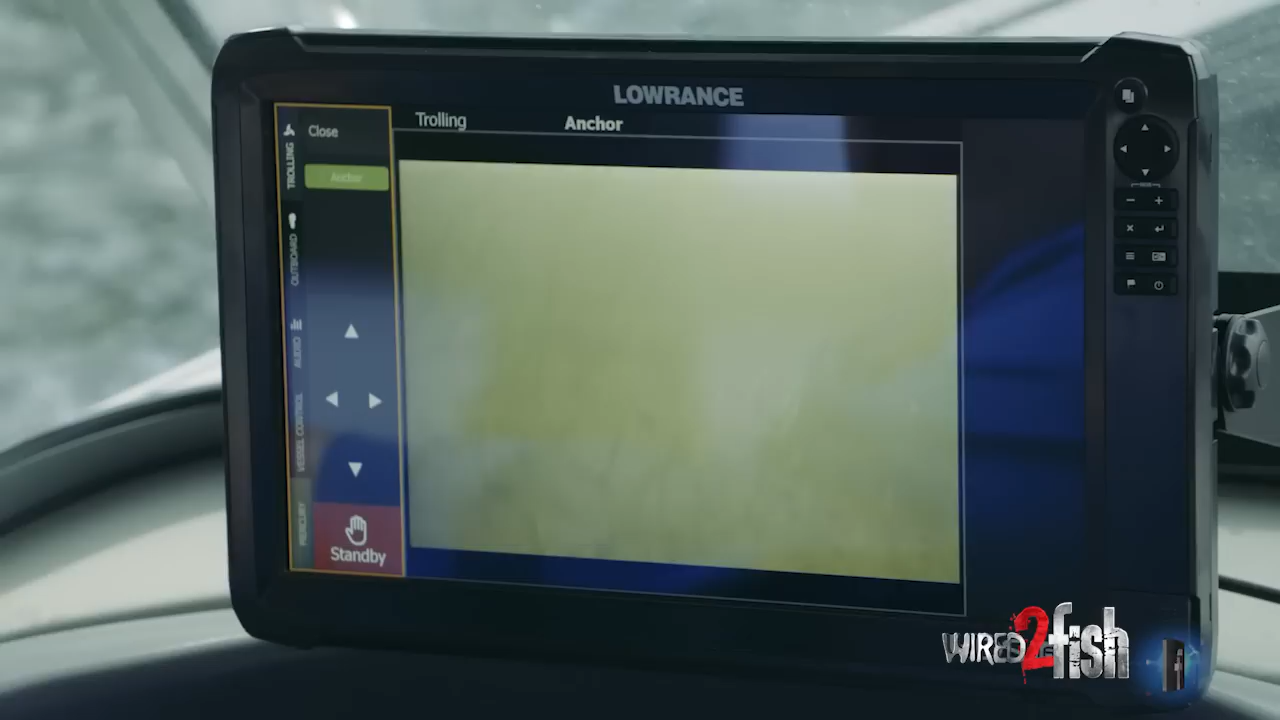 LOWRANCE
Trolling
Anchor
Close
Anchor
TROLLING
OUTBOARD
AUDIO
VESSEL CONTROL
MERCURY
Standby
WIRED2fish
f